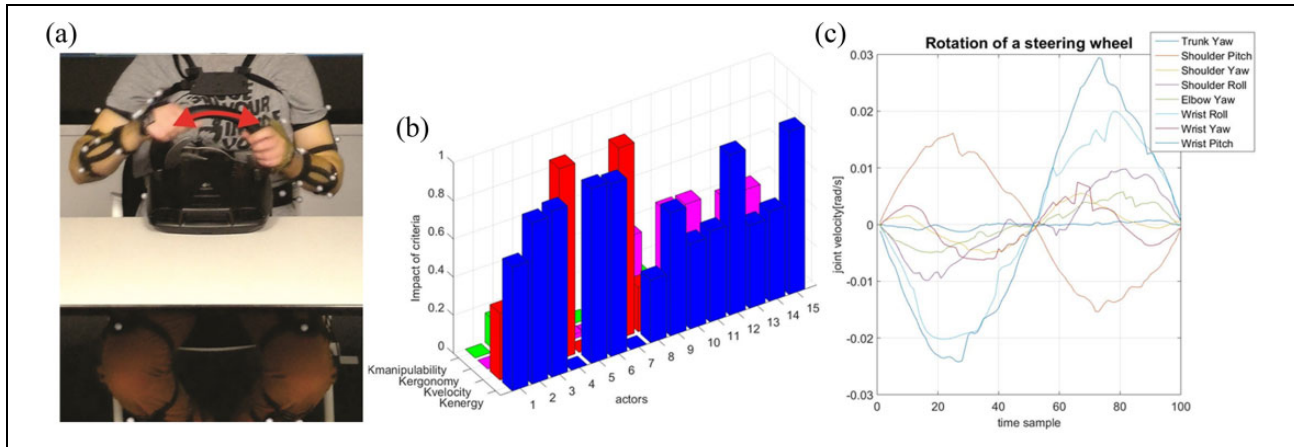 (a)
YOUR
(b)
Impact of criteria
1
0.8
0.6
0.4
0.2
0
Kmanipulability
Kergonomy
Kvelocity
Kenergy
1
2
3
4
5
6
7
8
9
10
11
12
13
14
15
actors
(c)
Rotation of a steering wheel
Trunk Yaw
Shoulder Pitch
Shoulder Yaw
Shoulder Roll
Elbow Yaw
Wrist Roll
Wrist Yaw
Wrist Pitch
joint velocity[rad/s]
0.03
0.02
0.01
0
-0.01
-0.02
-0.03
0 20 40 60 80 100
time sample